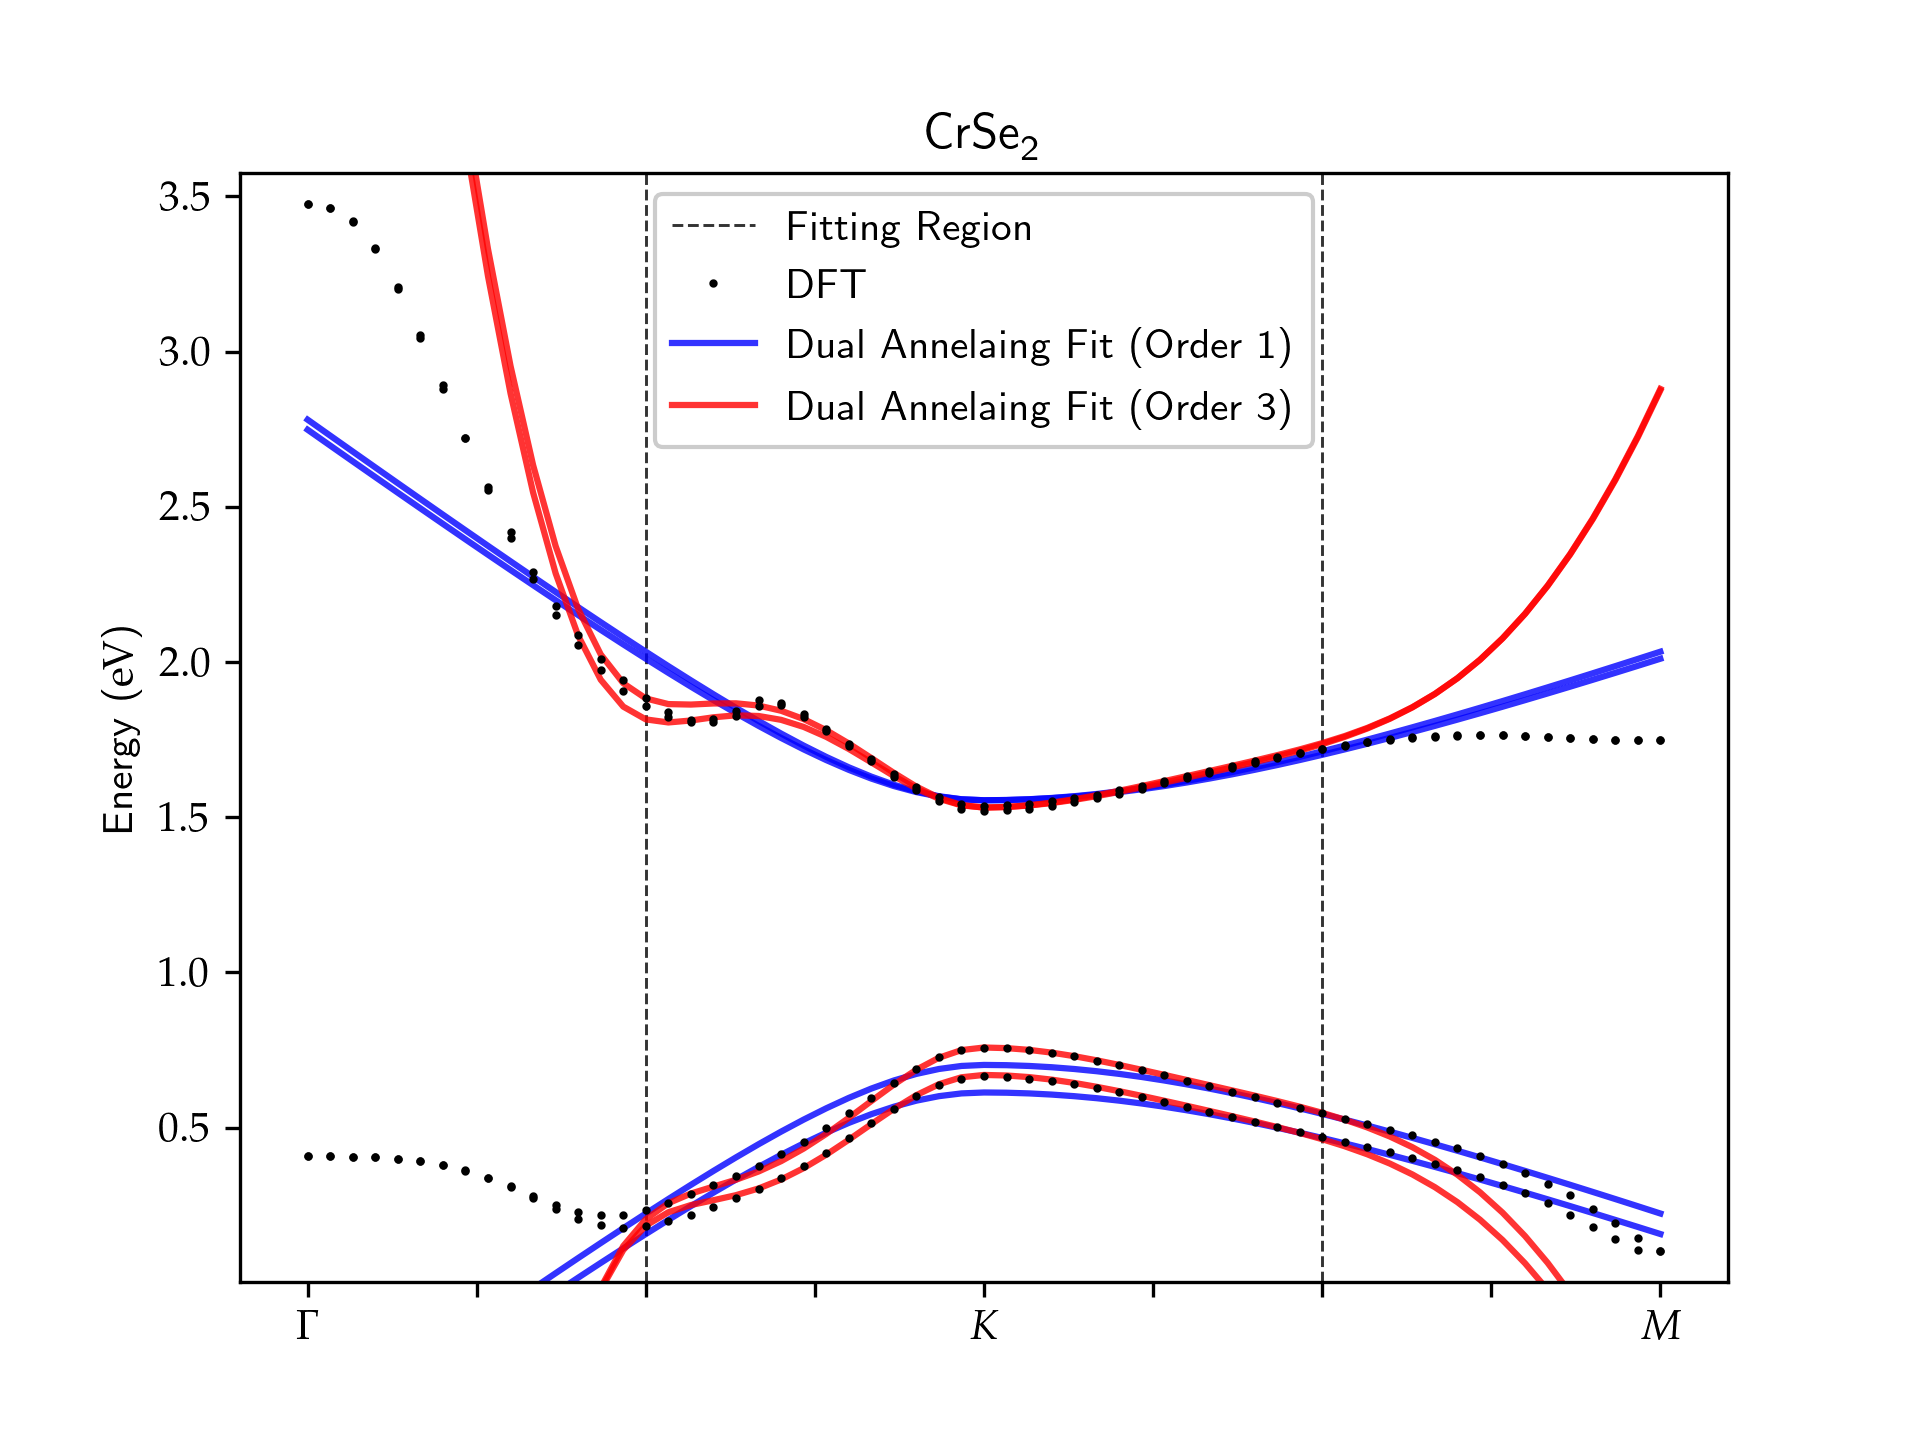 CrSe₂
3.5
3.0
2.5
2.0
1.5
1.0
0.5
Energy (eV)
Fitting Region
DFT
Dual Annelaing Fit (Order 1)
Dual Annelaing Fit (Order 3)
Γ
K
M